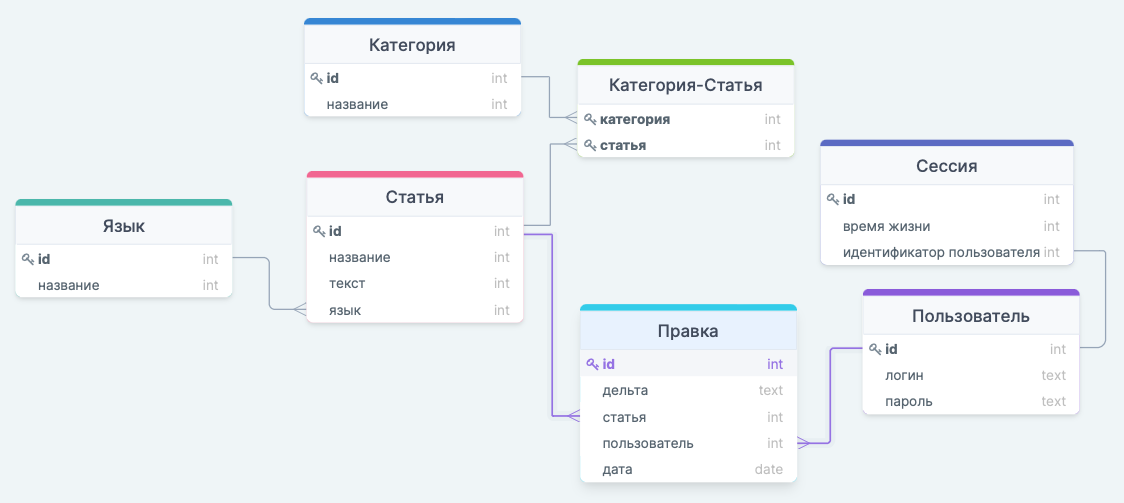 Категория
id int
название int
Категория-Статья
категория int
статья int
Сессия
id int
время жизни int
идентификатор пользователя int
Статья
id int
название int
текст int
язык int
Язык
id int
название int
Правка
id int
дельта text
статья int
пользователь int
дата date
Пользователь
id int
логин text
пароль text